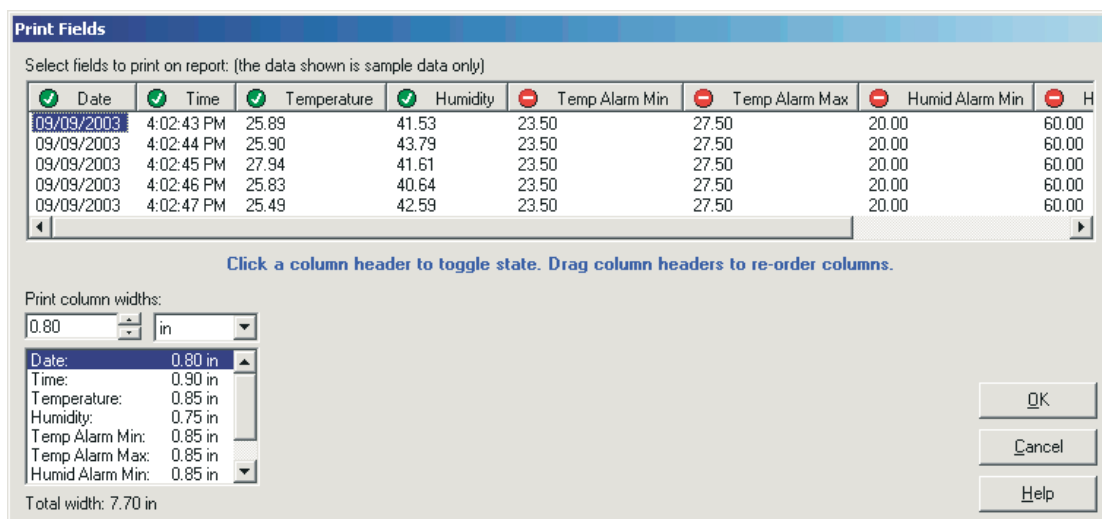 Print Fields
Select fields to print on report: (the data shown is sample data only)
Date Time Temperature Humidity Temp Alarm Min Temp Alarm Max Humid Alarm Min H
09/09/2003 4:02:43 PM 25.89 41.53 23.50 27.50 20.00 60.00
09/09/2003 4:02:44 PM 25.90 43.79 23.50 27.50 20.00 60.00
09/09/2003 4:02:45 PM 27.94 41.61 23.50 27.50 20.00 60.00
09/09/2003 4:02:46 PM 25.83 40.64 23.50 27.50 20.00 60.00
09/09/2003 4:02:47 PM 25.49 42.59 23.50 27.50 20.00 60.00
Click a column header to toggle state. Drag column headers to re-order columns.
Print column widths:
0.80 in
Date: 0.80 in
Time: 0.90 in
Temperature: 0.85 in
Humidity: 0.75 in
Temp Alarm Min: 0.85 in
Temp Alarm Max: 0.85 in
Humid Alarm Min: 0.85 in
Total width: 7.70 in
OK
Cancel
Help